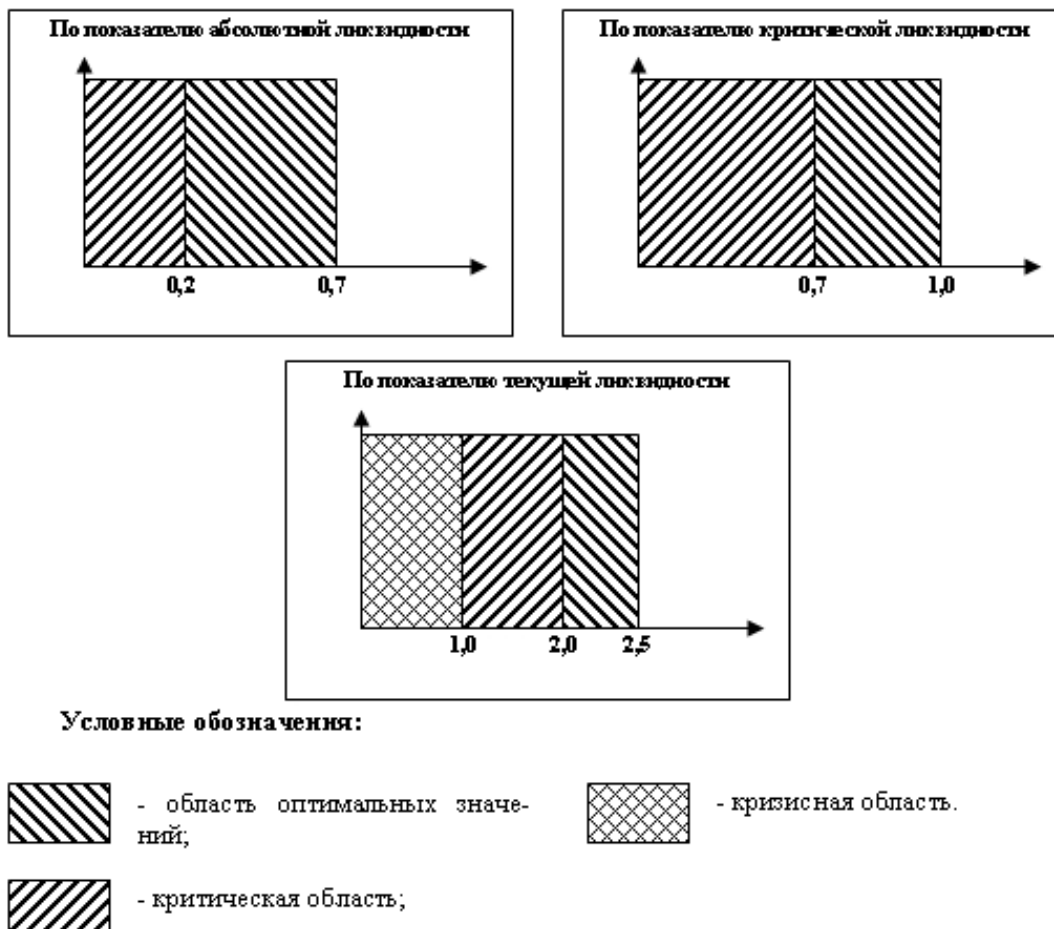 По показателю абсолютной ликвидности
0,2
0,7
По показателю критической ликвидности
0,7
1,0
По показателю текущей ликвидности
1,0
2,0
2,5
Условные обозначения:
- область оптимальных значе-
ний;
- кризисная область.
- критическая область;